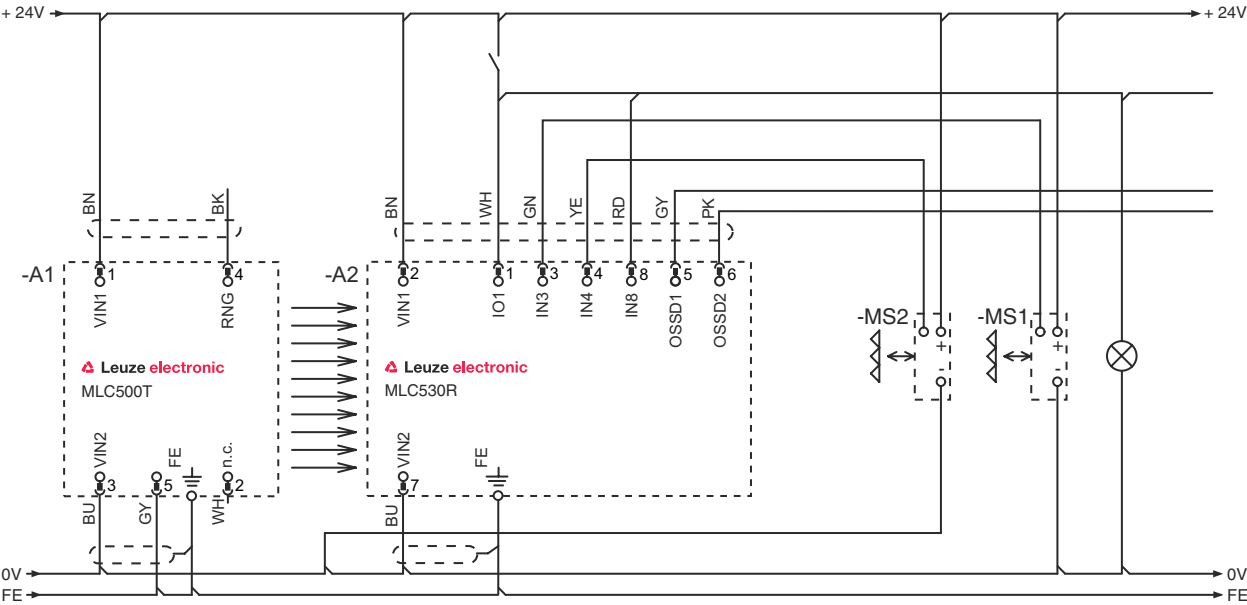 + 24V
+ 24V
BN
BK
BN
WH
GN
YE
RD
GY
PK
-A1
1
4
-A2
2
1
3
4
8
5
6
VIN1
RNG
VIN1
IO1
IN3
IN4
IN8
OSSD1
OSSD2
-MS2
-MS1
+
+
-
-
Leuze electronic
MLC500T
Leuze electronic
MLC530R
VIN2
FE
n.c.
VIN2
FE
3
5
2
7
BU
GY
WH
BU
0V
0V
FE
FE